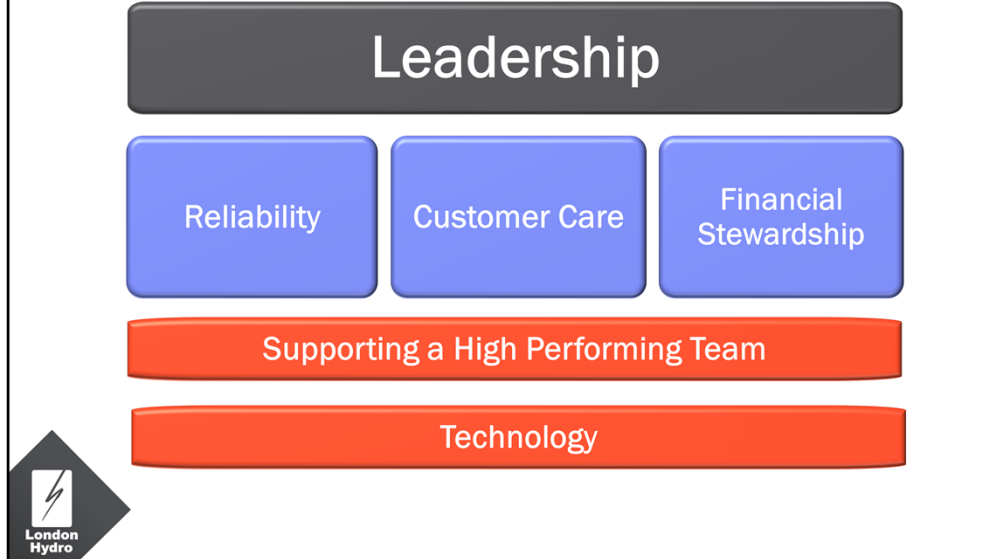 Leadership
Reliability
Customer Care
Financial
Stewardship
Supporting a High Performing Team
Technology
London
Hydro